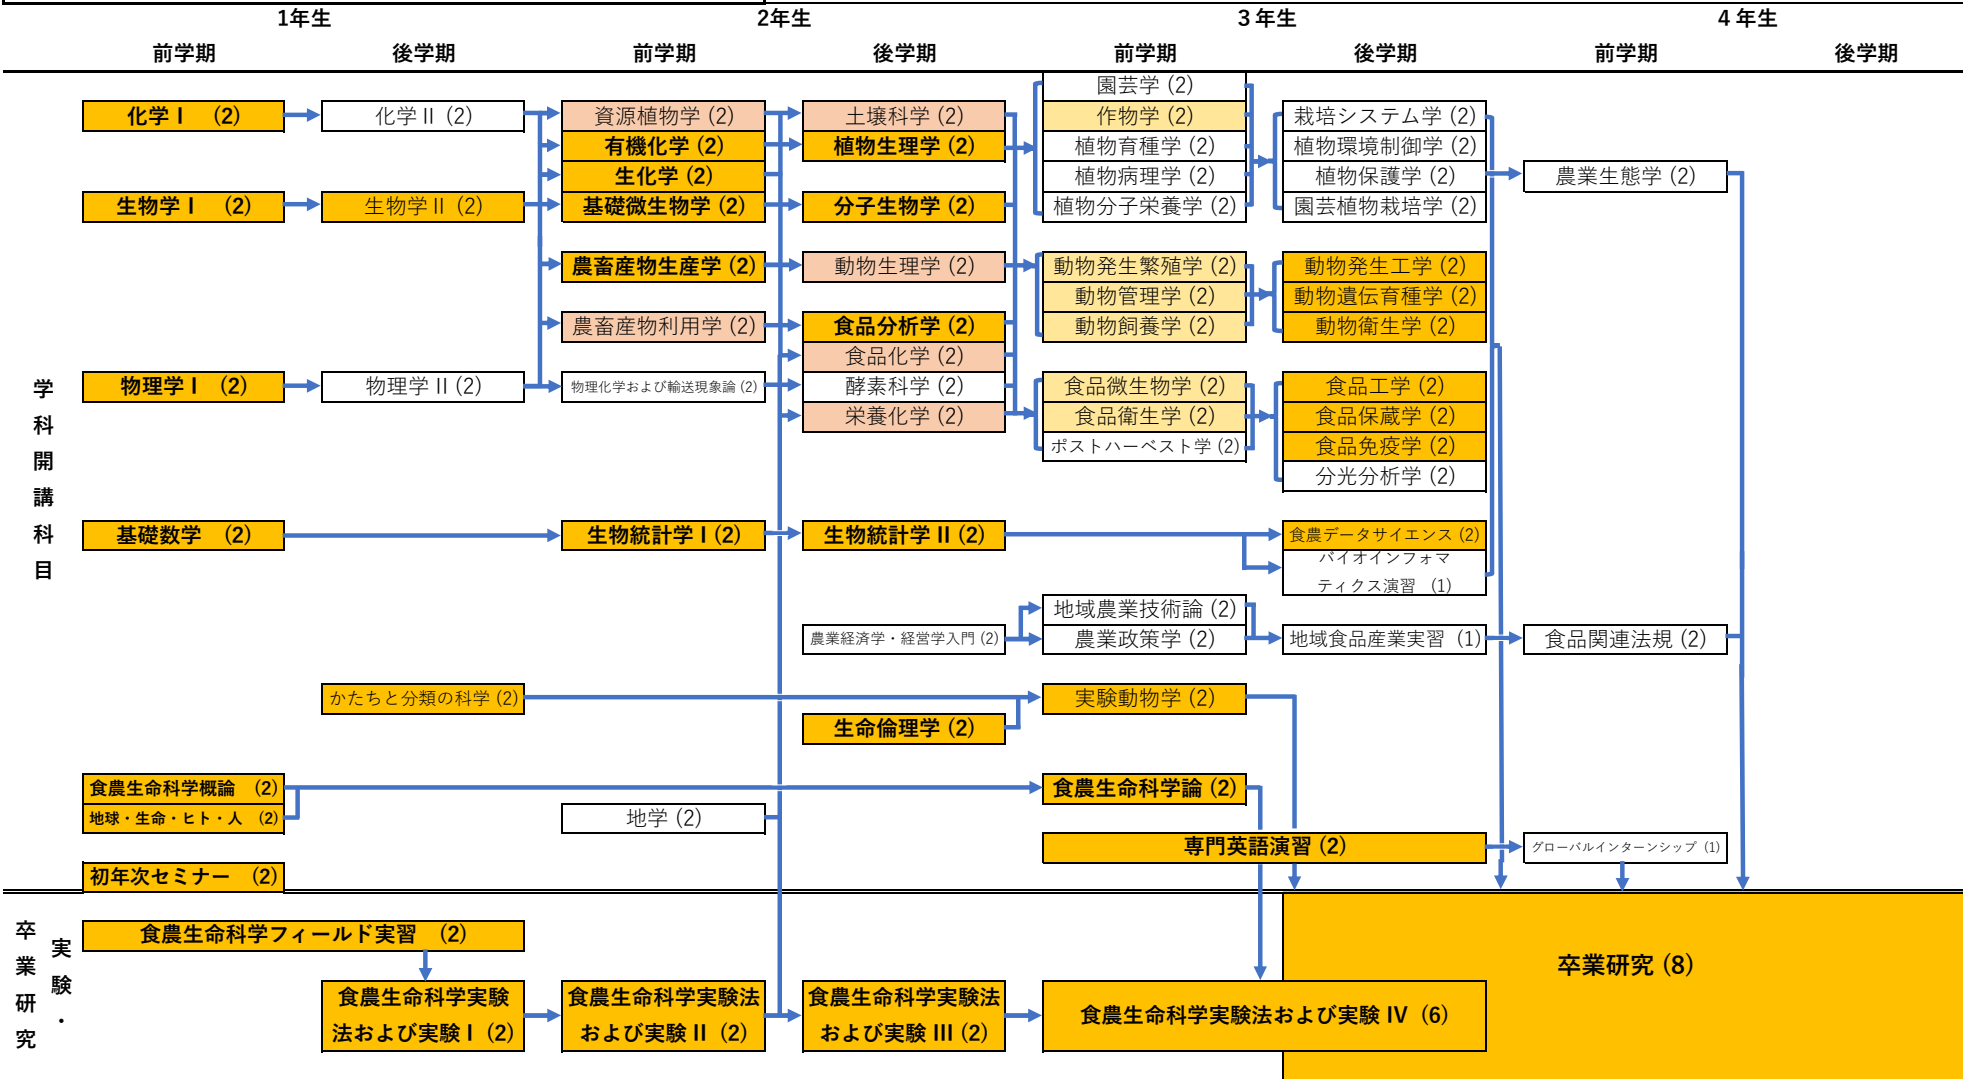 1年生 2年生 3年生 4年生
前学期 後学期 前学期 後学期 前学期 後学期 前学期 後学期
園芸学 (2)
化学 I (2) 化学 II (2) 資源植物学 (2) 土壌科学 (2) 作物学 (2) 栽培システム学 (2)
有機化学 (2) 植物生理学 (2) 植物育種学 (2) 植物環境制御学 (2)
生化学 (2) 植物病理学 (2) 植物保護学 (2) 農業生態学 (2)
生物学 I (2) 生物学 II (2) 基礎微生物学 (2) 分子生物学 (2) 植物分子栄養学 (2) 園芸植物栽培学 (2)
農畜産物生産学 (2) 動物生理学 (2) 動物発生繁殖学 (2) 動物発生工学 (2)
動物管理学 (2) 動物遺伝育種学 (2)
農畜産物利用学 (2) 食品分析学 (2) 動物飼養学 (2) 動物衛生学 (2)
食品化学 (2)
物理学 I (2) 物理学 II (2) 物理化学および輸送現象論 (2) 酵素科学 (2) 食品微生物学 (2) 食品工学 (2)
栄養化学 (2) 食品衛生学 (2) 食品保蔵学 (2)
ポストハーベスト学 (2) 食品免疫学 (2)
分光分析学 (2)
学科開講科目
基礎数学 (2) 生物統計学 I (2) 生物統計学 II (2) 食農データサイエンス (2)
バイオインフォマ
ティクス演習 (1)
地域農業技術論 (2)
農業経済学・経営学入門 (2) 農業政策学 (2) 地域食品産業実習 (1) 食品関連法規 (2)
かたちと分類の科学 (2) 実験動物学 (2)
生命倫理学 (2)
食農生命科学概論 (2) 食農生命科学論 (2)
地球・生命・ヒト・人 (2) 地学 (2)
専門英語演習 (2) グローバルインターンシップ (1)
初年次セミナー (2)
実験・
卒業研究
食農生命科学フィールド実習 (2)
卒業研究 (8)
食農生命科学実験 食農生命科学実験法 食農生命科学実験法
法および実験 I (2) および実験 II (2) および実験 III (2) 食農生命科学実験法および実験 IV (6)